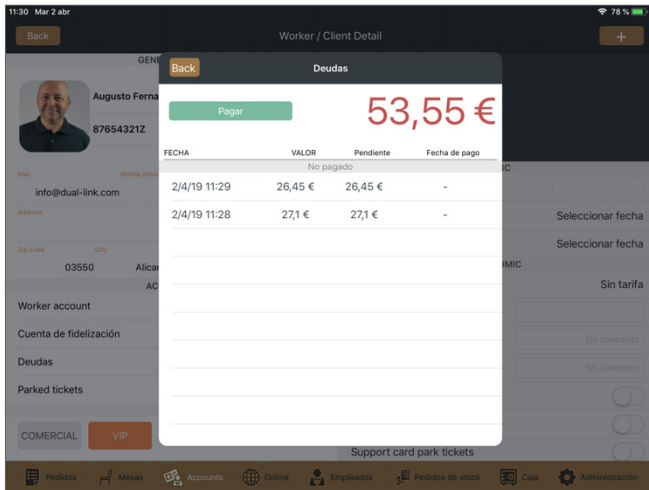 11:30 Mar 2 abr 78 %
Back Worker / Client Detail +
GENE
Augusto Ferna
87654321Z
Mail Mobile phon
info@dual-link.com
Address
Zip code City
03550 Alicar
AC
Worker account
Cuenta de fidelización
Deudas
Parked tickets
COMERCIAL VIP
Back Deudas
Pagar 53,55 €
FECHA VALOR Pendiente Fecha de pago
No pagado
2/4/19 11:29 26,45 € 26,45 € -
2/4/19 11:28 27,1 € 27,1 € -
IC
Seleccionar fecha
Seleccionar fecha
OMIC
Sin tarifa
Sin concepto
Sin concepto
Support card park tickets
Pedidos Mesas Accounts Online Empleados Pedidos de stock Caja Administración